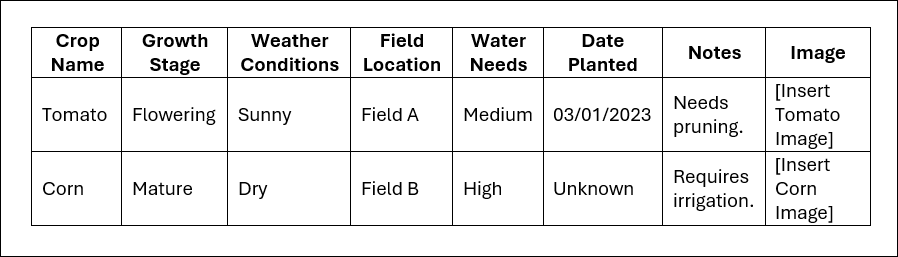 Crop Name | Growth Stage | Weather Conditions | Field Location | Water Needs | Date Planted | Notes | Image
Tomato | Flowering | Sunny | Field A | Medium | 03/01/2023 | Needs pruning. | [Insert Tomato Image]
Corn | Mature | Dry | Field B | High | Unknown | Requires irrigation. | [Insert Corn Image]